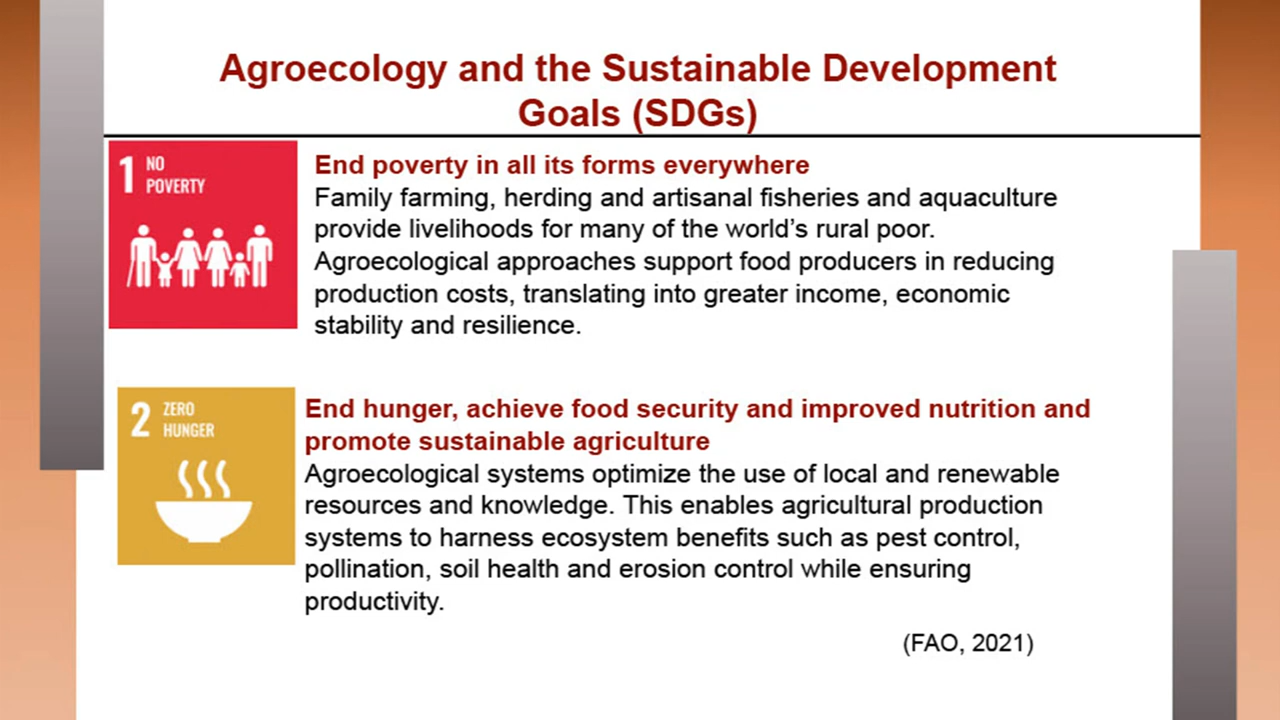 Agroecology and the Sustainable Development
Goals (SDGs)
1 NO
POVERTY
End poverty in all its forms everywhere
Family farming, herding and artisanal fisheries and aquaculture
provide livelihoods for many of the world’s rural poor.
Agroecological approaches support food producers in reducing
production costs, translating into greater income, economic
stability and resilience.
2 ZERO
HUNGER
End hunger, achieve food security and improved nutrition and
promote sustainable agriculture
Agroecological systems optimize the use of local and renewable
resources and knowledge. This enables agricultural production
systems to harness ecosystem benefits such as pest control,
pollination, soil health and erosion control while ensuring
productivity.
(FAO, 2021)